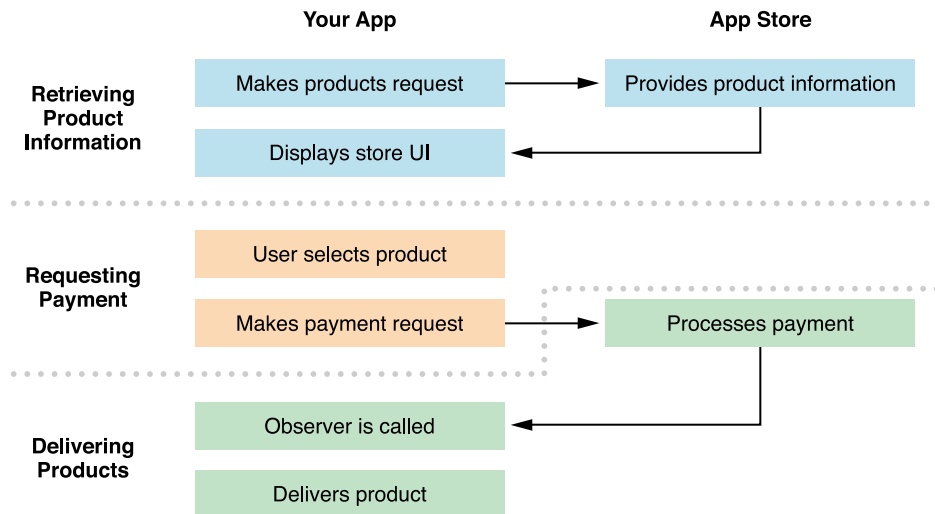 Your App
App Store
Retrieving
Product
Information
Makes products request
Provides product information
Displays store UI
Requesting
Payment
User selects product
Makes payment request
Processes payment
Delivering
Products
Observer is called
Delivers product